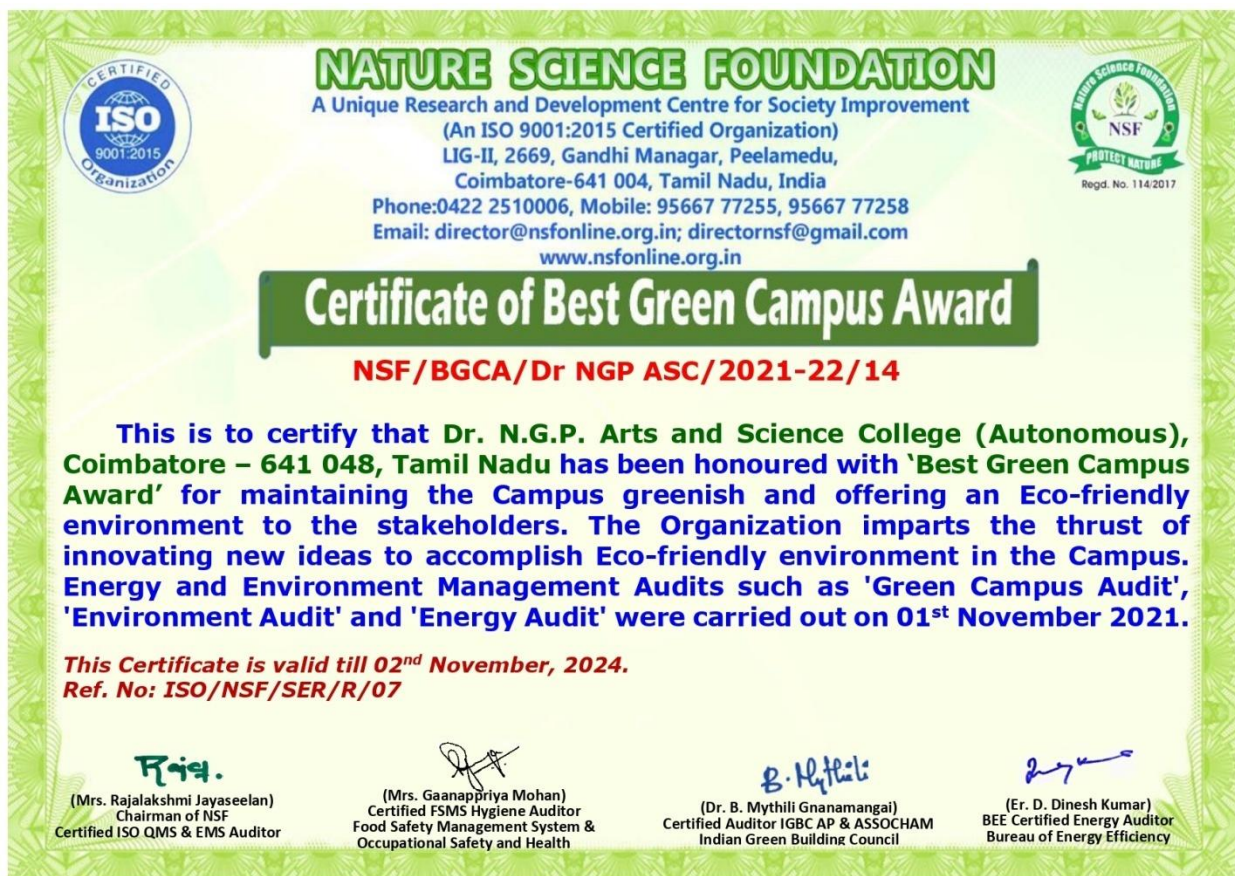 CERTIFIED
ISO
9001:2015
Organization
NATURE SCIENCE FOUNDATION
A Unique Research and Development Centre for Society Improvement
(An ISO 9001:2015 Certified Organization)
LIG-II, 2669, Gandhi Managar, Peelamedu,
Coimbatore-641 004, Tamil Nadu, India
Phone:0422 2510006, Mobile: 95667 77255, 95667 77258
Email: director@nsfonline.org.in; directornsf@gmail.com
www.nsfonline.org.in
Nature Science Foundation
NSF
PROTECT NATURE
Regd. No. 114/2017
Certificate of Best Green Campus Award
NSF/BGCA/Dr NGP ASC/2021-22/14
This is to certify that Dr. N.G.P. Arts and Science College (Autonomous),
Coimbatore – 641 048, Tamil Nadu has been honoured with ‘Best Green Campus
Award’ for maintaining the Campus greenish and offering an Eco-friendly
environment to the stakeholders. The Organization imparts the thrust of
innovating new ideas to accomplish Eco-friendly environment in the Campus.
Energy and Environment Management Audits such as 'Green Campus Audit',
'Environment Audit' and 'Energy Audit' were carried out on 01st November 2021.
This Certificate is valid till 02nd November, 2024.
Ref. No: ISO/NSF/SER/R/07
B. Mythili
(Mrs. Rajalakshmi Jayaseelan)
Chairman of NSF
Certified ISO QMS & EMS Auditor
(Mrs. Gaanappriya Mohan)
Certified FSMS Hygiene Auditor
Food Safety Management System &
Occupational Safety and Health
(Dr. B. Mythili Gnanamangai)
Certified Auditor IGBC AP & ASSOCHAM
Indian Green Building Council
(Er. D. Dinesh Kumar)
BEE Certified Energy Auditor
Bureau of Energy Efficiency